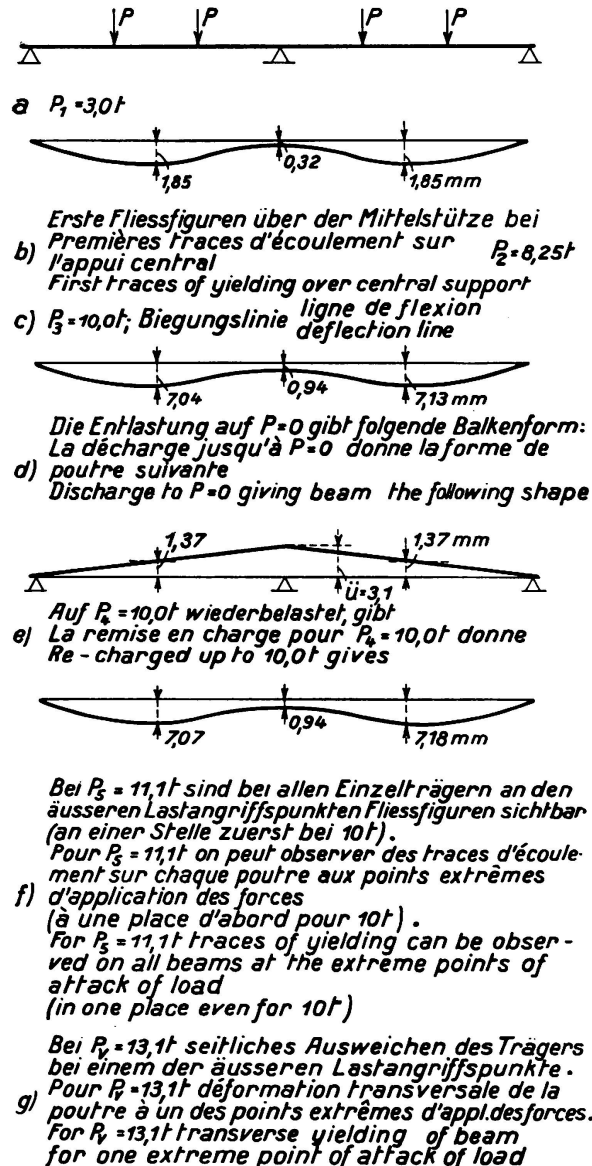 P P P P
a P₁=3,0t
1,85 0,32 1,85 mm
Erste Fliessfiguren über der Mittelstütze bei
b) Premières traces d'écoulement sur P₂=8,25t
l'appui central
First traces of yielding over central support
c) P₃=10,0t; Biegungslinie ligne de flexion
deflection line
7,04 0,94 7,13 mm
Die Entlastung auf P=0 gibt folgende Balkenform:
La décharge jusqu'à P=0 donne la forme de
d) poutre suivante
Discharge to P=0 giving beam the following shape
1,37 1,37 mm
Ü=3,1
Auf P₄=10,0t wiederbelastet, gibt
e) La remise en charge pour P₄=10,0t donne
Re-charged up to 10,0t gives
7,07 0,94 7,18 mm
Bei P₅ = 11,1t sind bei allen Einzelträgern an den
äusseren Lastangriffspunkten Fliessfiguren sichtbar
(an einer Stelle zuerst bei 10t).
Pour P₅ = 11,1t on peut observer des traces d'écoule-
ment sur chaque poutre aux points extrêmes
f) d'application des forces
(à une place d'abord pour 10t).
For P₅ = 11,1t traces of yielding can be obser-
ved on all beams at the extreme points of
attack of load
(in one place even for 10t)
Bei Pᵥ=13,1t seitliches Ausweichen des Trägers
bei einem der äusseren Lastangriffspunkte.
g) Pour Pᵥ=13,1t déformation transversale de la
poutre à un des points extrêmes d'appl.des forces.
For Pᵥ=13,1t transverse yielding of beam
for one extreme point of attack of load